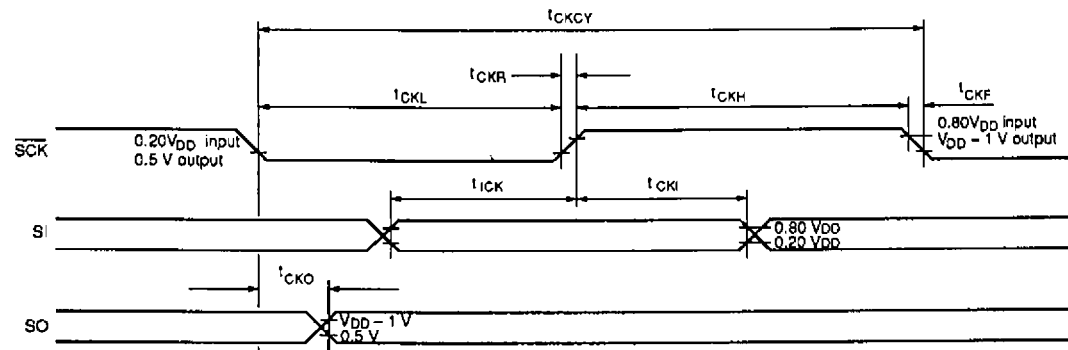 tCKCY
tCKR
tCKL
tCKH
tCKF
SCK
0.20VDD input
0.5 V output
0.80VDD input
VDD – 1 V output
tICK
tCKI
SI
0.80 VDD
0.20 VDD
tCKO
SO
VDD – 1 V
0.5 V